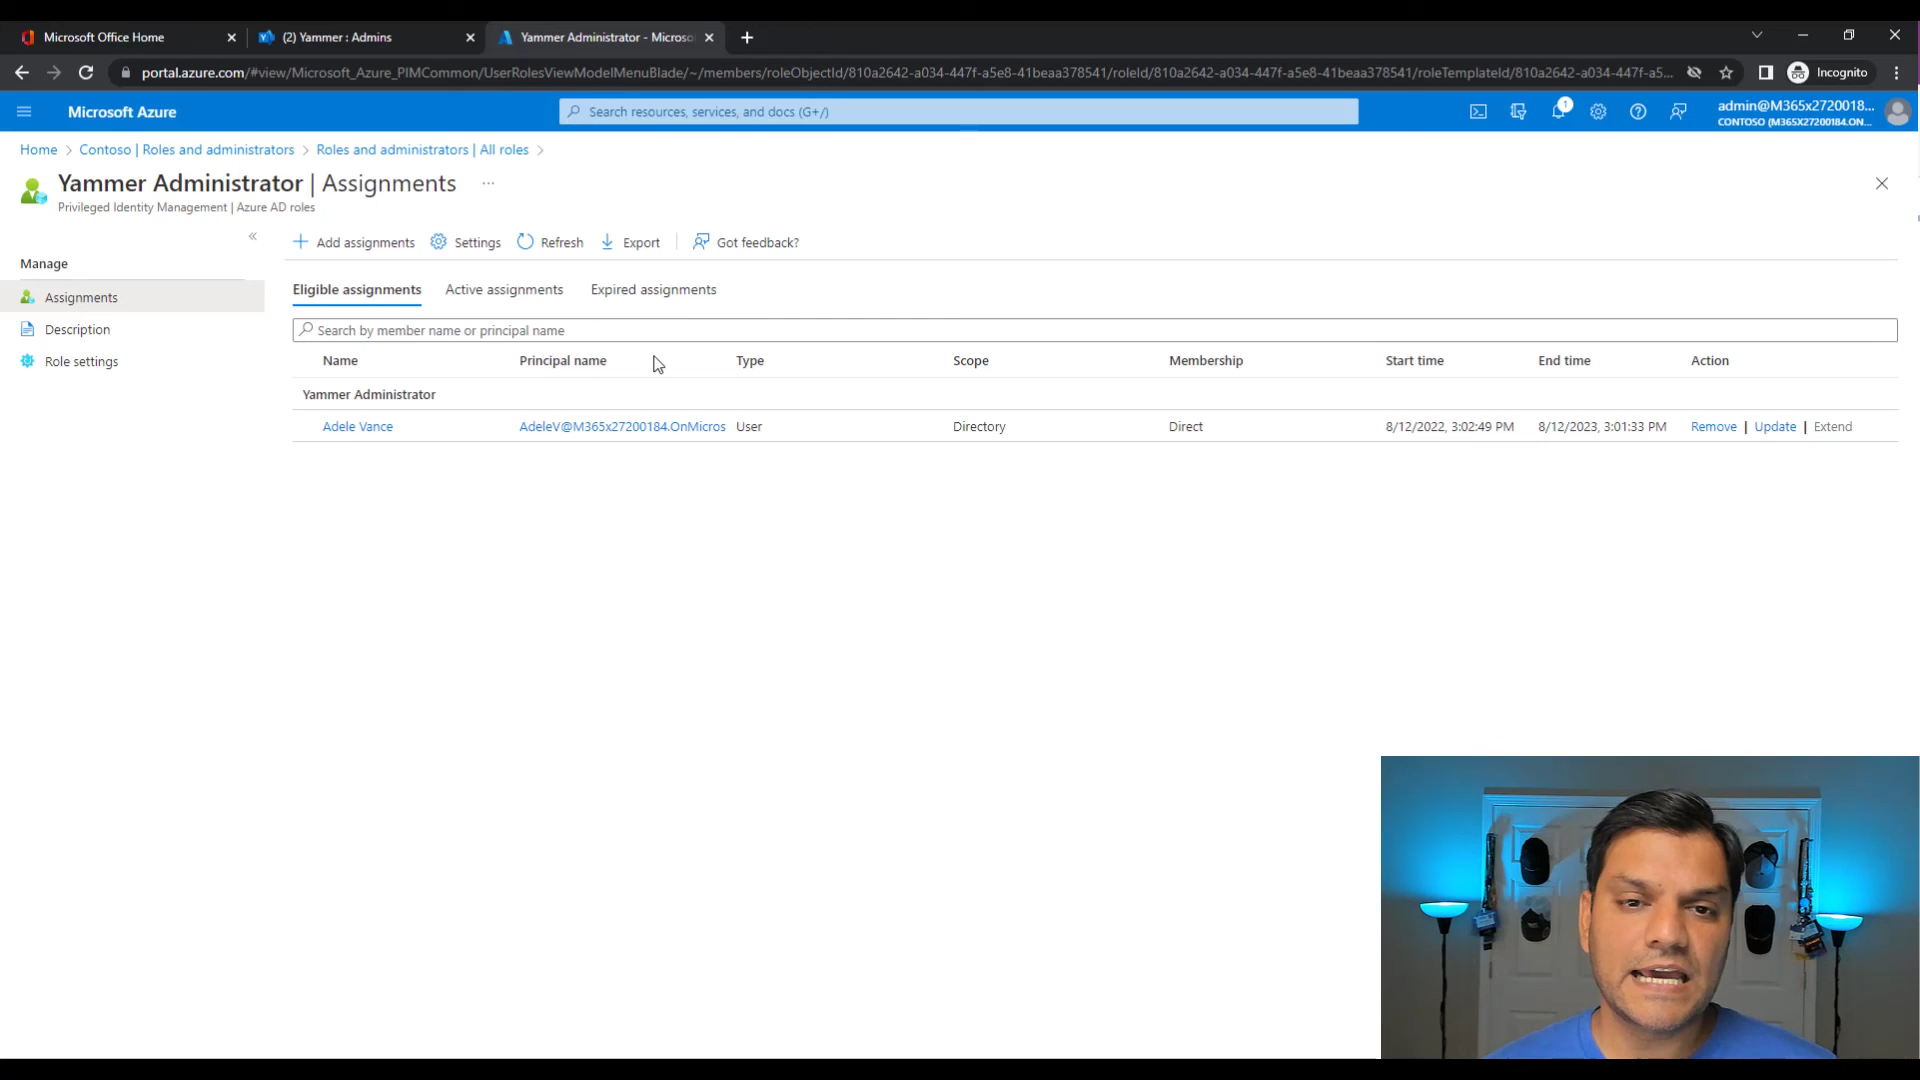 Microsoft Office Home
(2) Yammer : Admins
Yammer Administrator - Microso
portal.azure.com/#view/Microsoft_Azure_PIMCommon/UserRolesViewModelMenuBlade/~/members/roleObjectId/810a2642-a034-447f-a5e8-41beaa378541/roleId/810a2642-a034-447f-a5e8-41beaa378541/roleTemplateId/810a2642-a034-447f-a5...
Incognito
Microsoft Azure
Search resources, services, and docs (G+/)
1
admin@M365x2720018...
CONTOSO (M365X27200184.ON...
Home > Contoso | Roles and administrators > Roles and administrators | All roles >
Yammer Administrator | Assignments ...
Privileged Identity Management | Azure AD roles
Add assignments Settings Refresh Export Got feedback?
Manage
Assignments
Description
Role settings
Eligible assignments Active assignments Expired assignments
Search by member name or principal name
Name Principal name Type Scope Membership Start time End time Action
Yammer Administrator
Adele Vance AdeleV@M365x27200184.OnMicros User Directory Direct 8/12/2022, 3:02:49 PM 8/12/2023, 3:01:33 PM Remove | Update | Extend